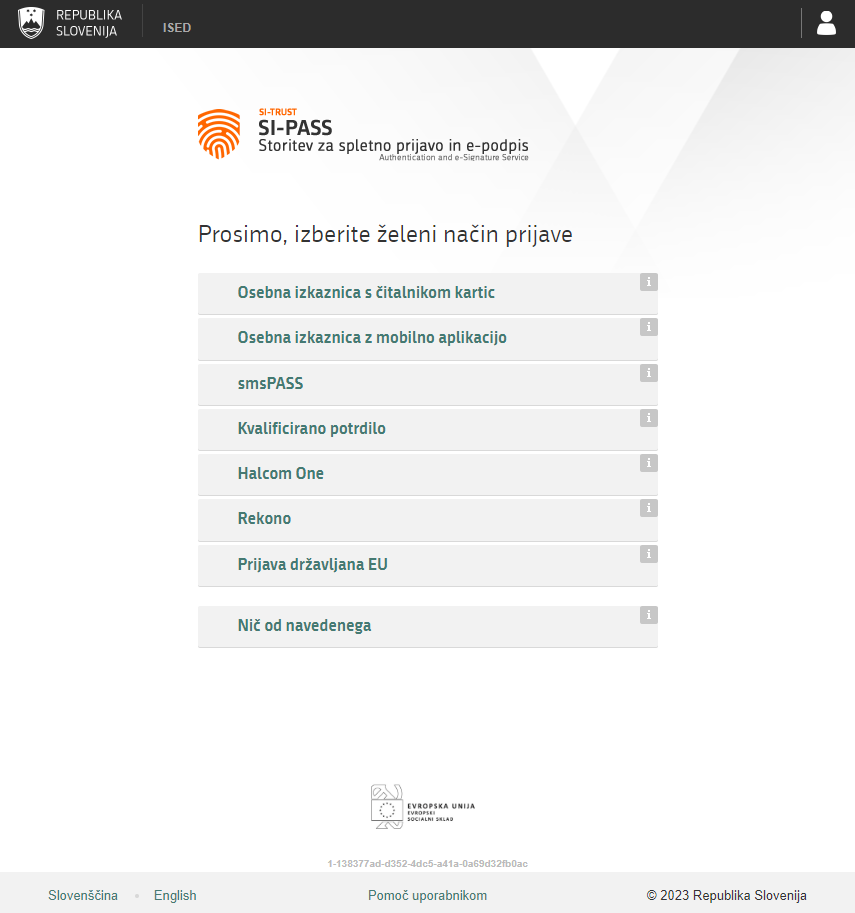 REPUBLIKA
SLOVENIJA
ISED
SI-TRUST
SI-PASS
Storitev za spletno prijavo in e-podpis
Authentication and e-Signature Service
Prosimo, izberite želeni način prijave
Osebna izkaznica s čitalnikom kartic
Osebna izkaznica z mobilno aplikacijo
smsPASS
Kvalificirano potrdilo
Halcom One
Rekono
Prijava državljana EU
Nič od navedenega
EVROPSKA UNIJA
EVROPSKI
SOCIALNI SKLAD
1-138377ad-d352-4dc5-a41a-0a69d32fb0ac
Slovenščina • English Pomoč uporabnikom © 2023 Republika Slovenija